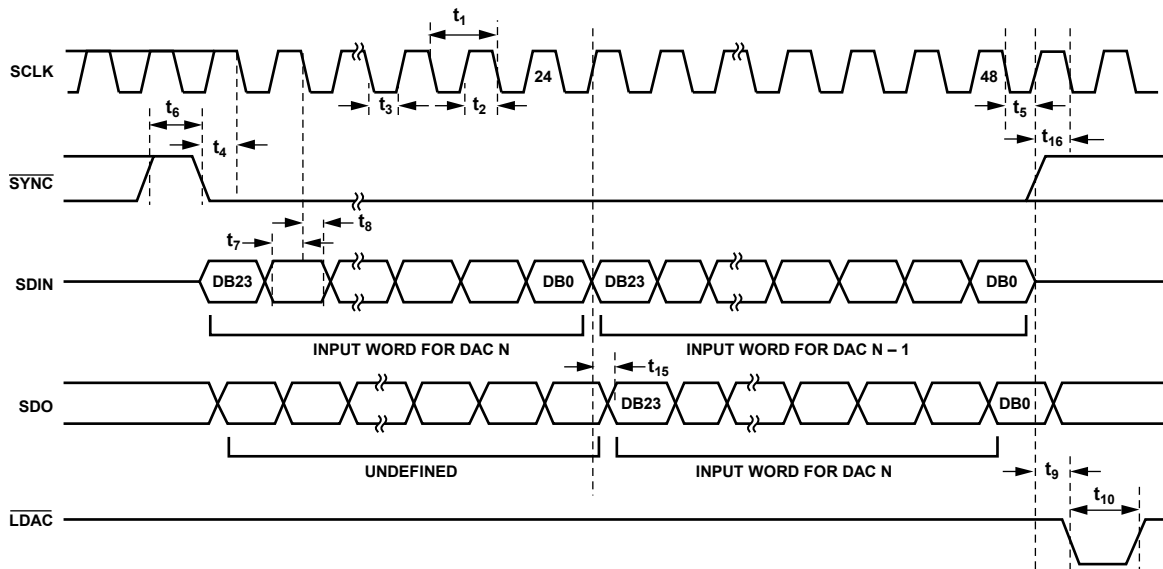 t1
SCLK
24
48
t3
t2
t5
t6
t4
t16
SYNC
t8
t7
SDIN
DB23
DB0
DB23
DB0
INPUT WORD FOR DAC N
INPUT WORD FOR DAC N – 1
t15
SDO
DB23
DB0
UNDEFINED
INPUT WORD FOR DAC N
t9
t10
LDAC